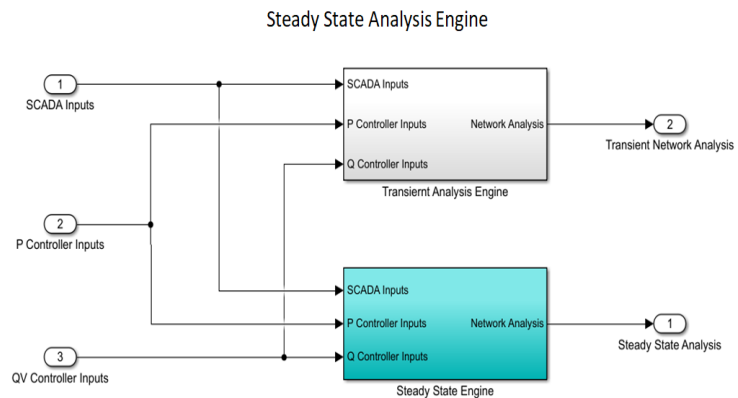 Steady State Analysis Engine
1
SCADA Inputs
SCADA Inputs
P Controller Inputs
Network Analysis
Q Controller Inputs
Transiernt Analysis Engine
2
Transient Network Analysis
2
P Controller Inputs
SCADA Inputs
P Controller Inputs
Network Analysis
Q Controller Inputs
Steady State Engine
1
Steady State Analysis
3
QV Controller Inputs